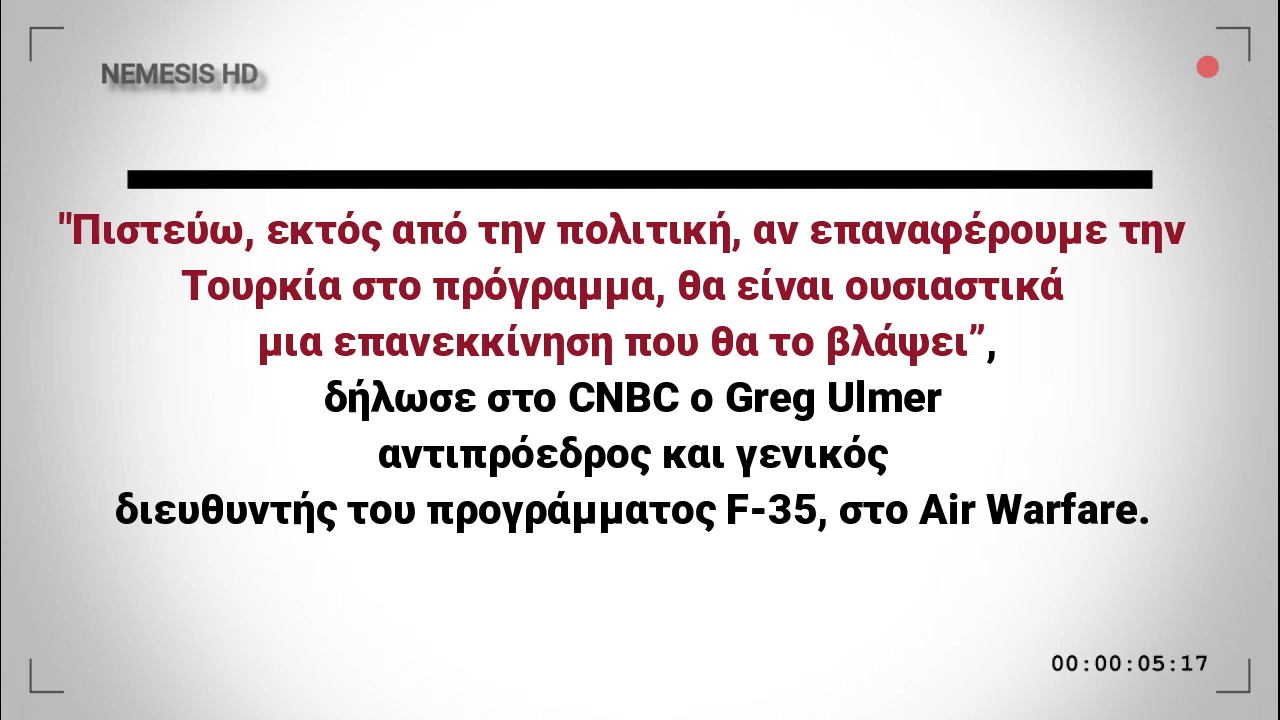 NEMESIS HD
"Πιστεύω, εκτός από την πολιτική, αν επαναφέρουμε την
Τουρκία στο πρόγραμμα, θα είναι ουσιαστικά
μια επανεκκίνηση που θα το βλάψει”,
δήλωσε στο CNBC ο Greg Ulmer
αντιπρόεδρος και γενικός
διευθυντής του προγράμματος F-35, στο Air Warfare.
00:00:05:17